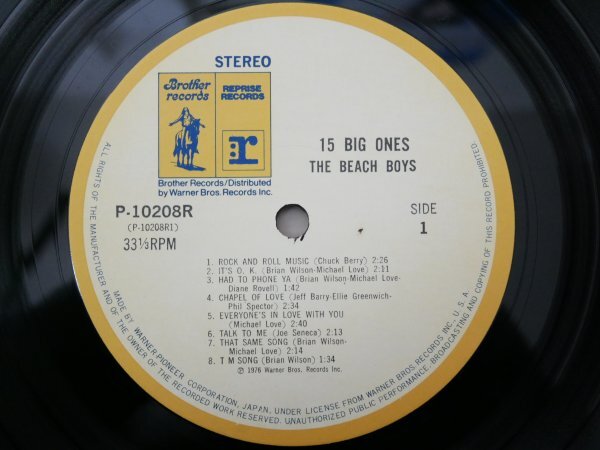 STEREO
Brother
records
REPRISE
RECORDS
r
Brother Records/Distributed
by Warner Bros. Records Inc.
15 BIG ONES
THE BEACH BOYS
P-10208R
(P-10208R1)
33⅓RPM
SIDE
1
1. ROCK AND ROLL MUSIC (Chuck Berry) 2:26
2. IT'S O. K. (Brian Wilson-Michael Love) 2:11
3. HAD TO PHONE YA (Brian Wilson-Michael Love-
Diane Rovell) 1:42
4. CHAPEL OF LOVE (Jeff Barry-Ellie Greenwich-
Phil Spector) 2:34
5. EVERYONE'S IN LOVE WITH YOU
(Michael Love) 2:40
6. TALK TO ME (Joe Seneca) 2:13
7. THAT SAME SONG (Brian Wilson-
Michael Love) 2:14
8. T M SONG (Brian Wilson) 1:34
℗ 1976 Warner Bros. Records Inc.
MADE BY WARNER-PIONEER CORPORATION, JAPAN, UNDER LICENSE FROM WARNER BROS. RECORDS INC., U. S. A.
ALL RIGHTS OF THE MANUFACTURER AND OF THE OWNER OF THE RECORDED WORK RESERVED. UNAUTHORIZED PUBLIC PERFORMANCE, BROADCASTING AND COPYING OF THIS RECORD PROHIBITED.